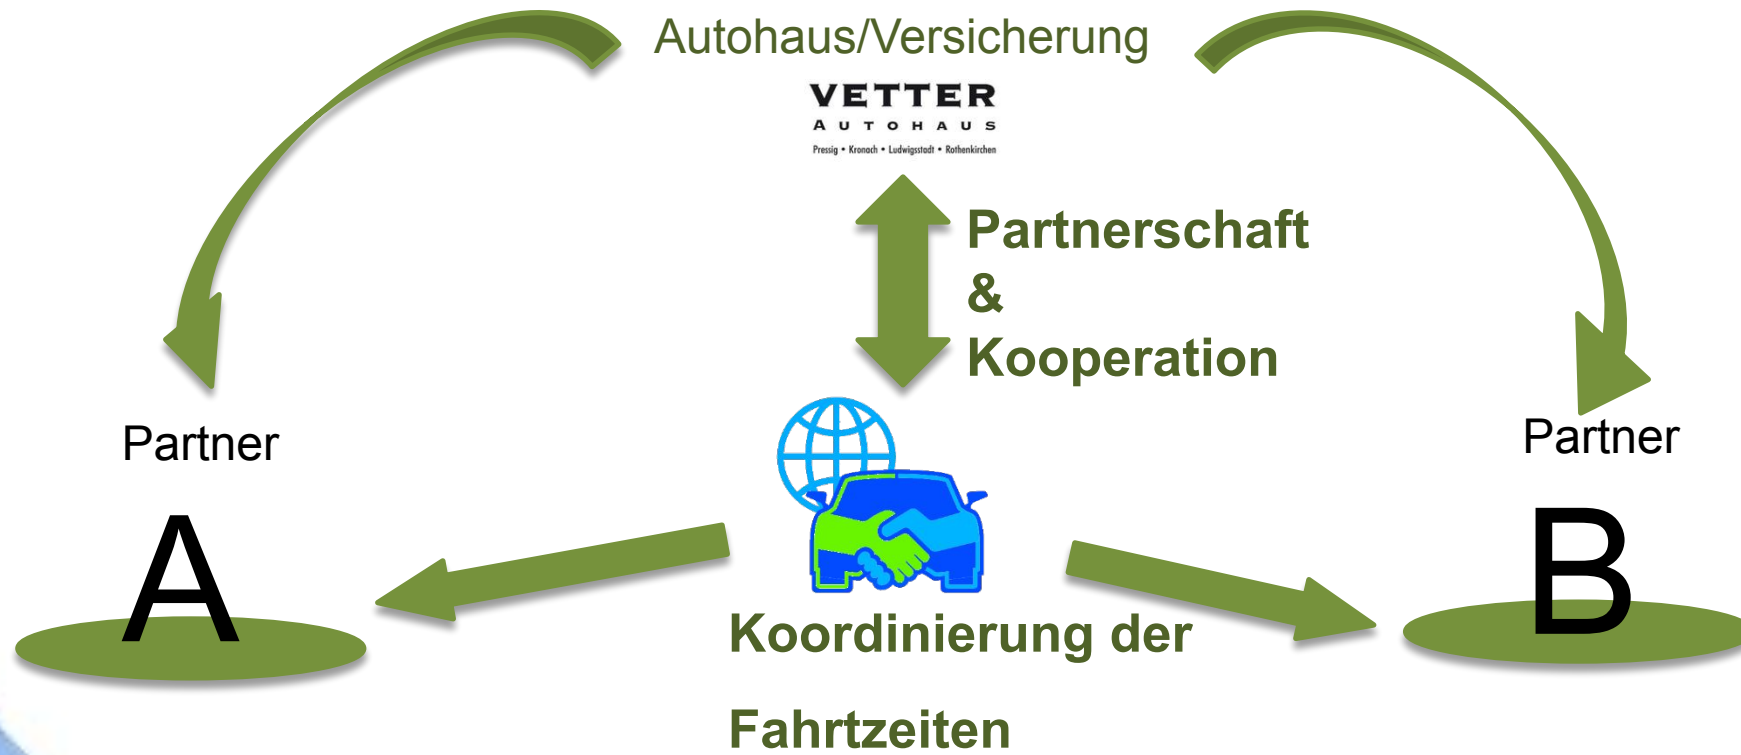 Autohaus/Versicherung
VETTER
AUTOHAUS
Pressig • Kronach • Ludwigsstadt • Rothenkirchen
Partnerschaft
&
Kooperation
Partner
A
Partner
B
Koordinierung der
Fahrtzeiten